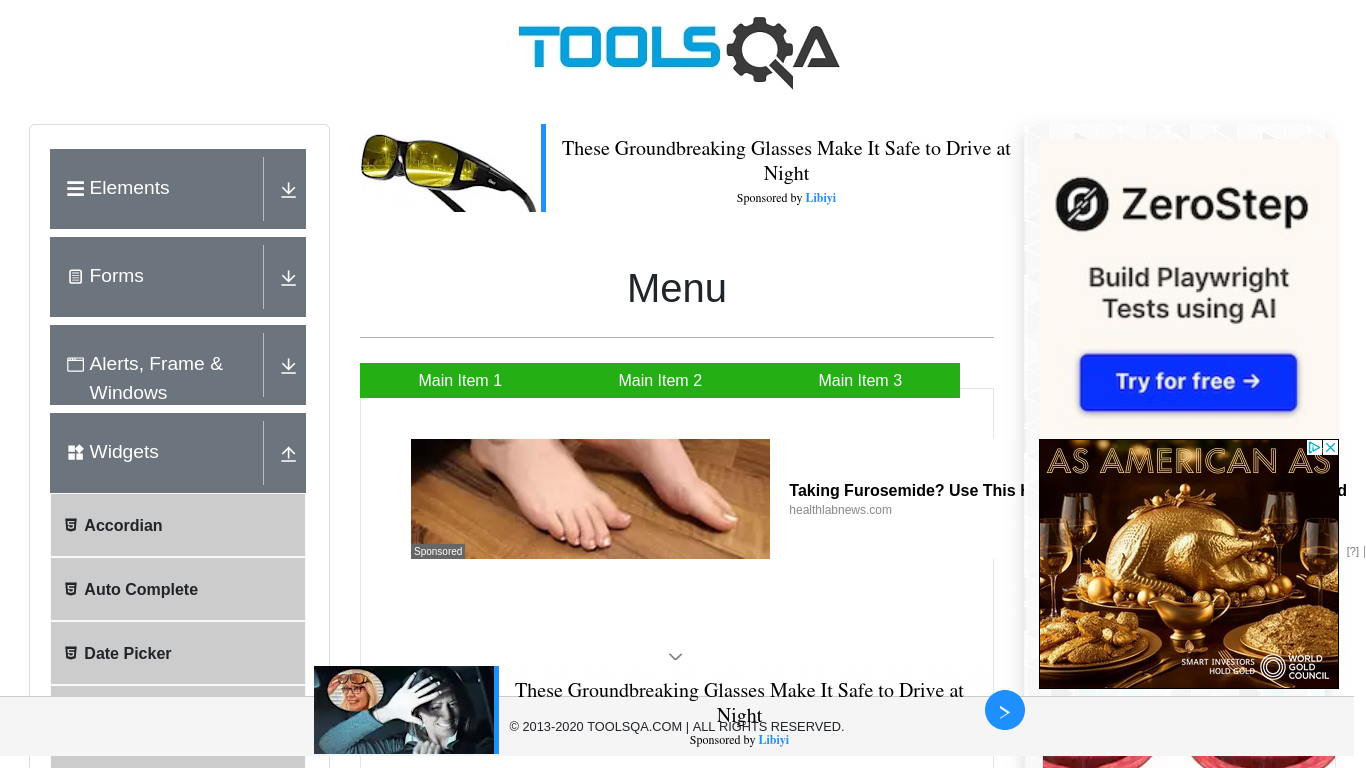 TOOLSQA
Elements
Forms
Alerts, Frame &
Windows
Widgets
Accordian
Auto Complete
Date Picker
These Groundbreaking Glasses Make It Safe to Drive at
Night
Sponsored by Libiyi
Menu
Main Item 1
Main Item 2
Main Item 3
Sponsored
Taking Furosemide? Use This
healthlabnews.com
ZeroStep
Build Playwright
Tests using AI
Try for free →
AS AMERICAN AS
SMART INVESTORS
HOLD GOLD
WORLD
GOLD
COUNCIL
[?]
These Groundbreaking Glasses Make It Safe to Drive at
Night
Sponsored by Libiyi
© 2013-2020 TOOLSQA.COM | ALL RIGHTS RESERVED.